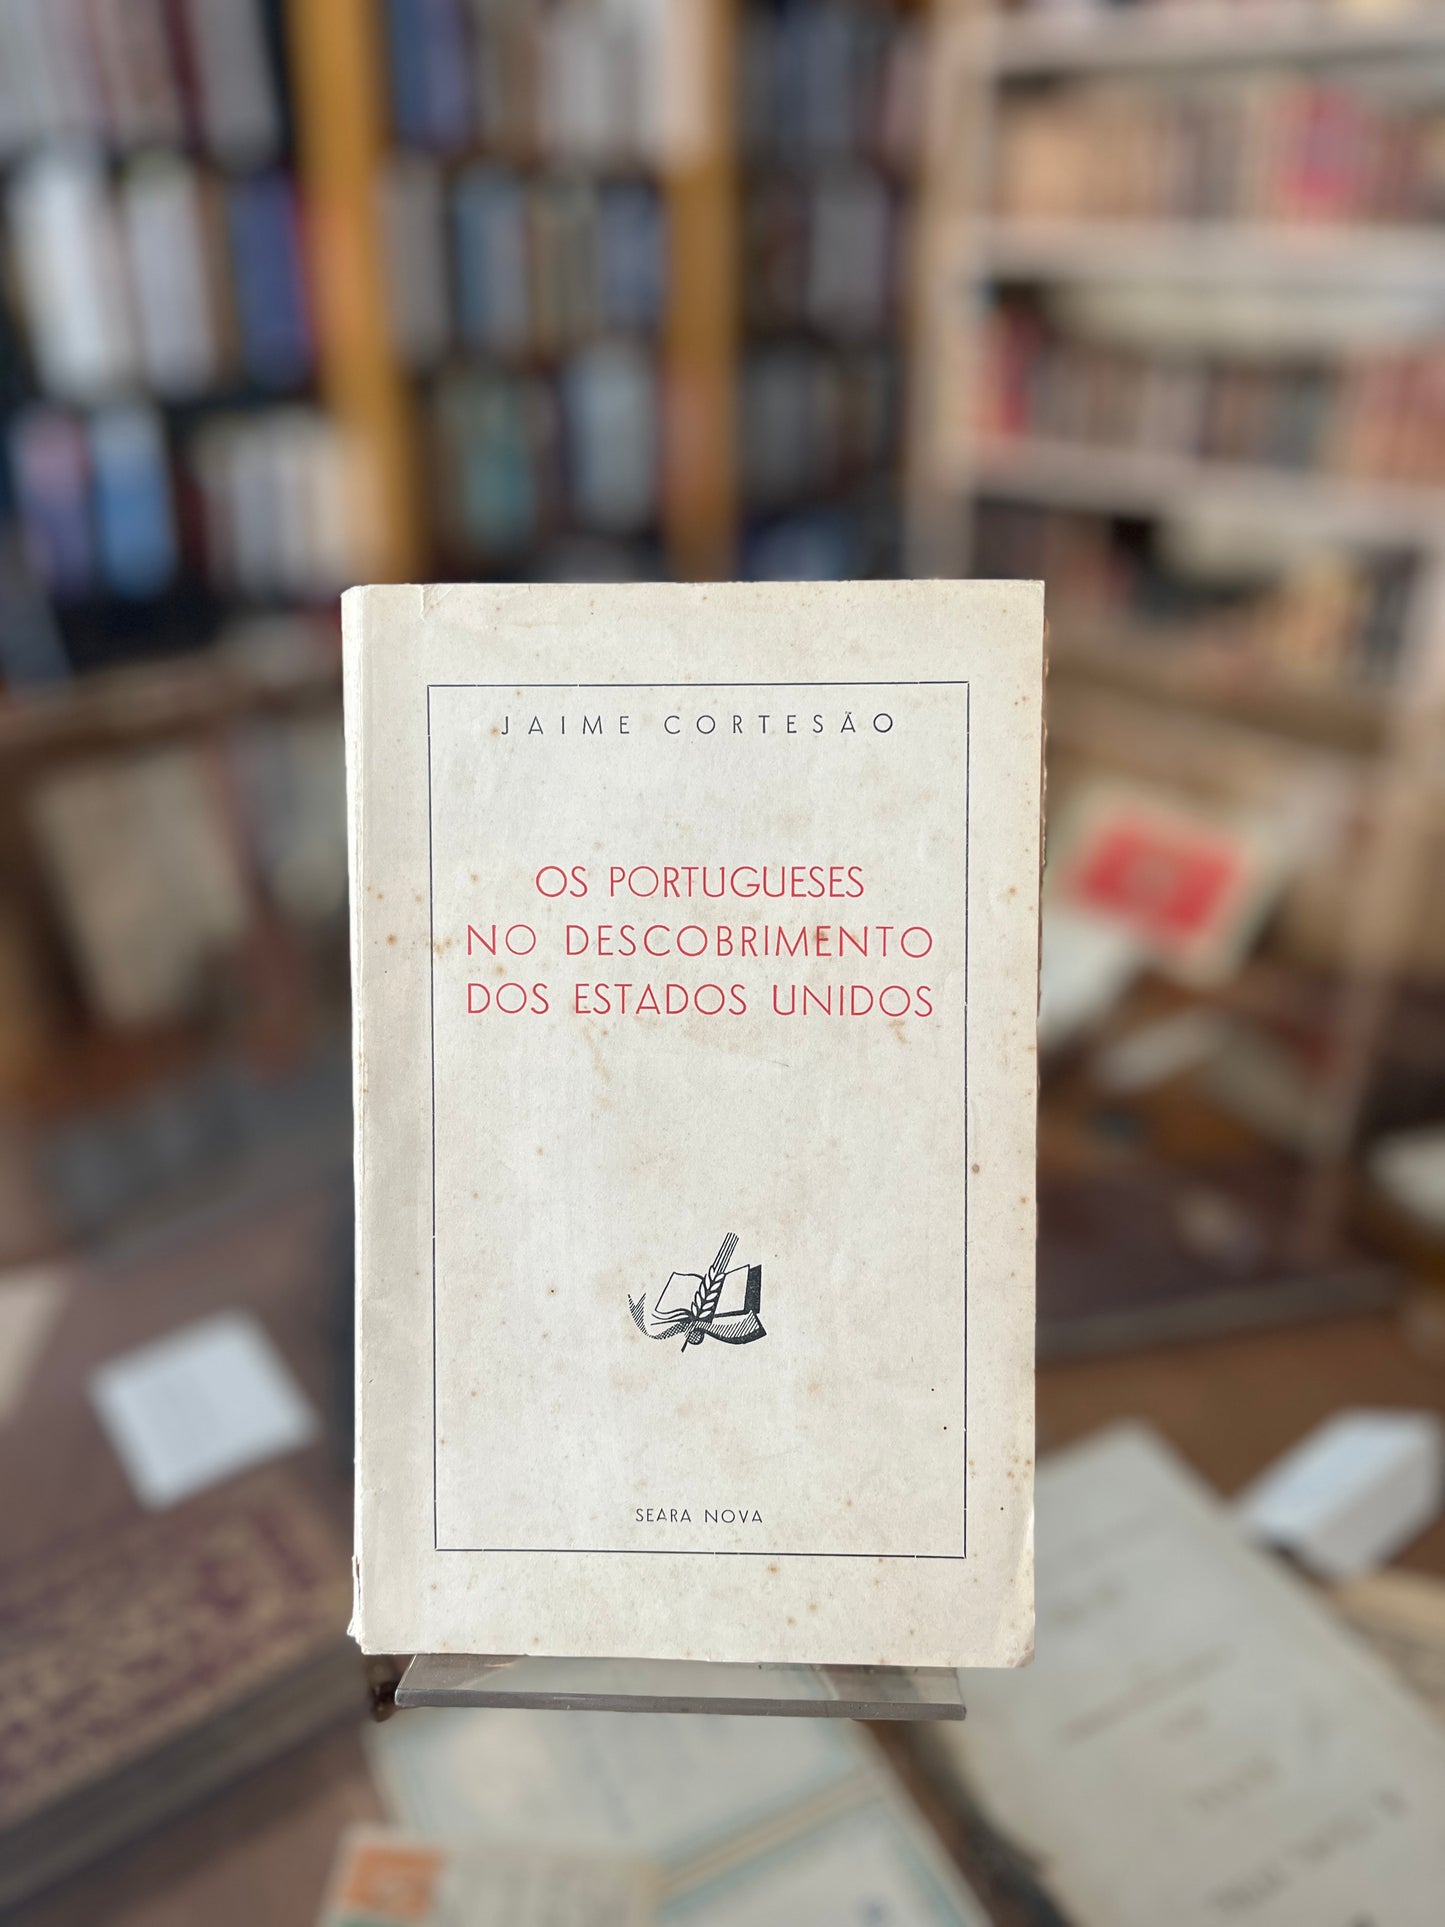 JAIME CORTESÃO
OS PORTUGUESES
NO DESCOBRIMENTO
DOS ESTADOS UNIDOS
SEARA NOVA